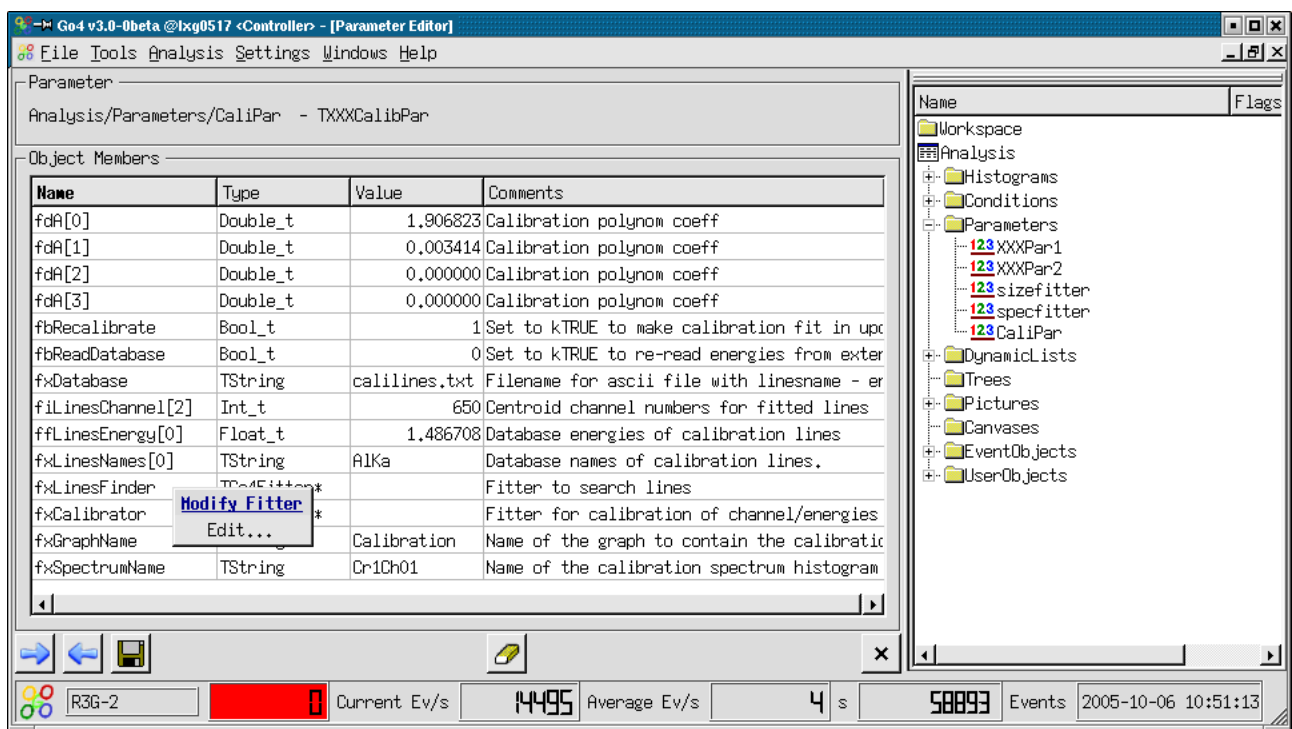 Go4 v3.0-0beta @lxg0517 <Controller> - [Parameter Editor]
File Tools Analysis Settings Windows Help
Parameter
Analysis/Parameters/CaliPar - TXXXCalibPar
Object Members
Name Type Value Comments
fdA[0] Double_t 1.906823 Calibration polynom coeff
fdA[1] Double_t 0.003414 Calibration polynom coeff
fdA[2] Double_t 0.000000 Calibration polynom coeff
fdA[3] Double_t 0.000000 Calibration polynom coeff
fbRecalibrate Bool_t 1 Set to kTRUE to make calibration fit in upd
fbReadDatabase Bool_t 0 Set to kTRUE to re-read energies from exter
fxDatabase TString calilines.txt Filename for ascii file with linesname - er
fiLinesChannel[2] Int_t 650 Centroid channel numbers for fitted lines
ffLinesEnergy[0] Float_t 1.486708 Database energies of calibration lines
fxLinesNames[0] TString AlKa Database names of calibration lines.
fxLinesFinder TGo4Fitter* Fitter to search lines
fxCalibrator * Fitter for calibration of channel/energies
fxGraphName Calibration Name of the graph to contain the calibratic
fxSpectrumName TString Cr1Ch01 Name of the calibration spectrum histogram
Modify Fitter
Edit...
Name Flags
Workspace
Analysis
Histograms
Conditions
Parameters
123 XXXPar1
123 XXXPar2
123 sizefitter
123 specfitter
123 CaliPar
DynamicLists
Trees
Pictures
Canvases
EventObjects
UserObjects
R3G-2 0 Current Ev/s 14495 Average Ev/s 4 s 58893 Events 2005-10-06 10:51:13